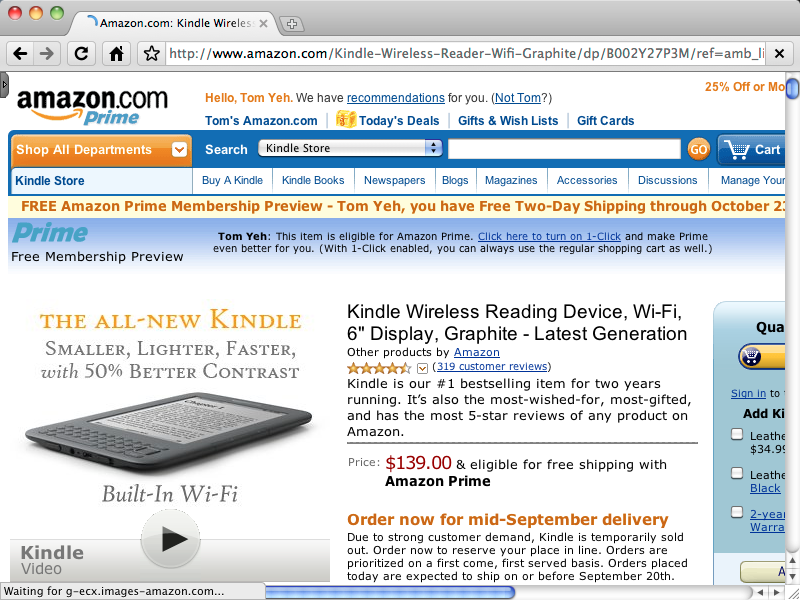 Amazon.com: Kindle Wireles
http://www.amazon.com/Kindle-Wireless-Reader-Wifi-Graphite/dp/B002Y27P3M/ref=amb_li
amazon.com
Prime
Hello, Tom Yeh. We have recommendations for you. (Not Tom?)
25% Off or Mo
Tom's Amazon.com Today's Deals Gifts & Wish Lists Gift Cards
Shop All Departments Search Kindle Store GO Cart
Kindle Store Buy A Kindle Kindle Books Newspapers Blogs Magazines Accessories Discussions Manage Your
FREE Amazon Prime Membership Preview - Tom Yeh, you have Free Two-Day Shipping through October 23
Prime
Free Membership Preview
Tom Yeh: This item is eligible for Amazon Prime. Click here to turn on 1-Click and make Prime
even better for you. (With 1-Click enabled, you can always use the regular shopping cart as well.)
THE ALL-NEW KINDLE
SMALLER, LIGHTER, FASTER,
with 50% BETTER CONTRAST
Chapter 1
Built-In Wi-Fi
Kindle
Video
Kindle Wireless Reading Device, Wi-Fi,
6" Display, Graphite - Latest Generation
Other products by Amazon
(319 customer reviews)
Kindle is our #1 bestselling item for two years
running. It's also the most-wished-for, most-gifted,
and has the most 5-star reviews of any product on
Amazon.
Price: $139.00 & eligible for free shipping with
Amazon Prime
Order now for mid-September delivery
Due to strong customer demand, Kindle is temporarily sold
out. Order now to reserve your place in line. Orders are
prioritized on a first come, first served basis. Orders placed
today are expected to ship on or before September 20th.
Qua
Sign in to
Add Ki
Leathe
$34.99
Leathe
Black
2-year
Warra
A
Waiting for g-ecx.images-amazon.com...